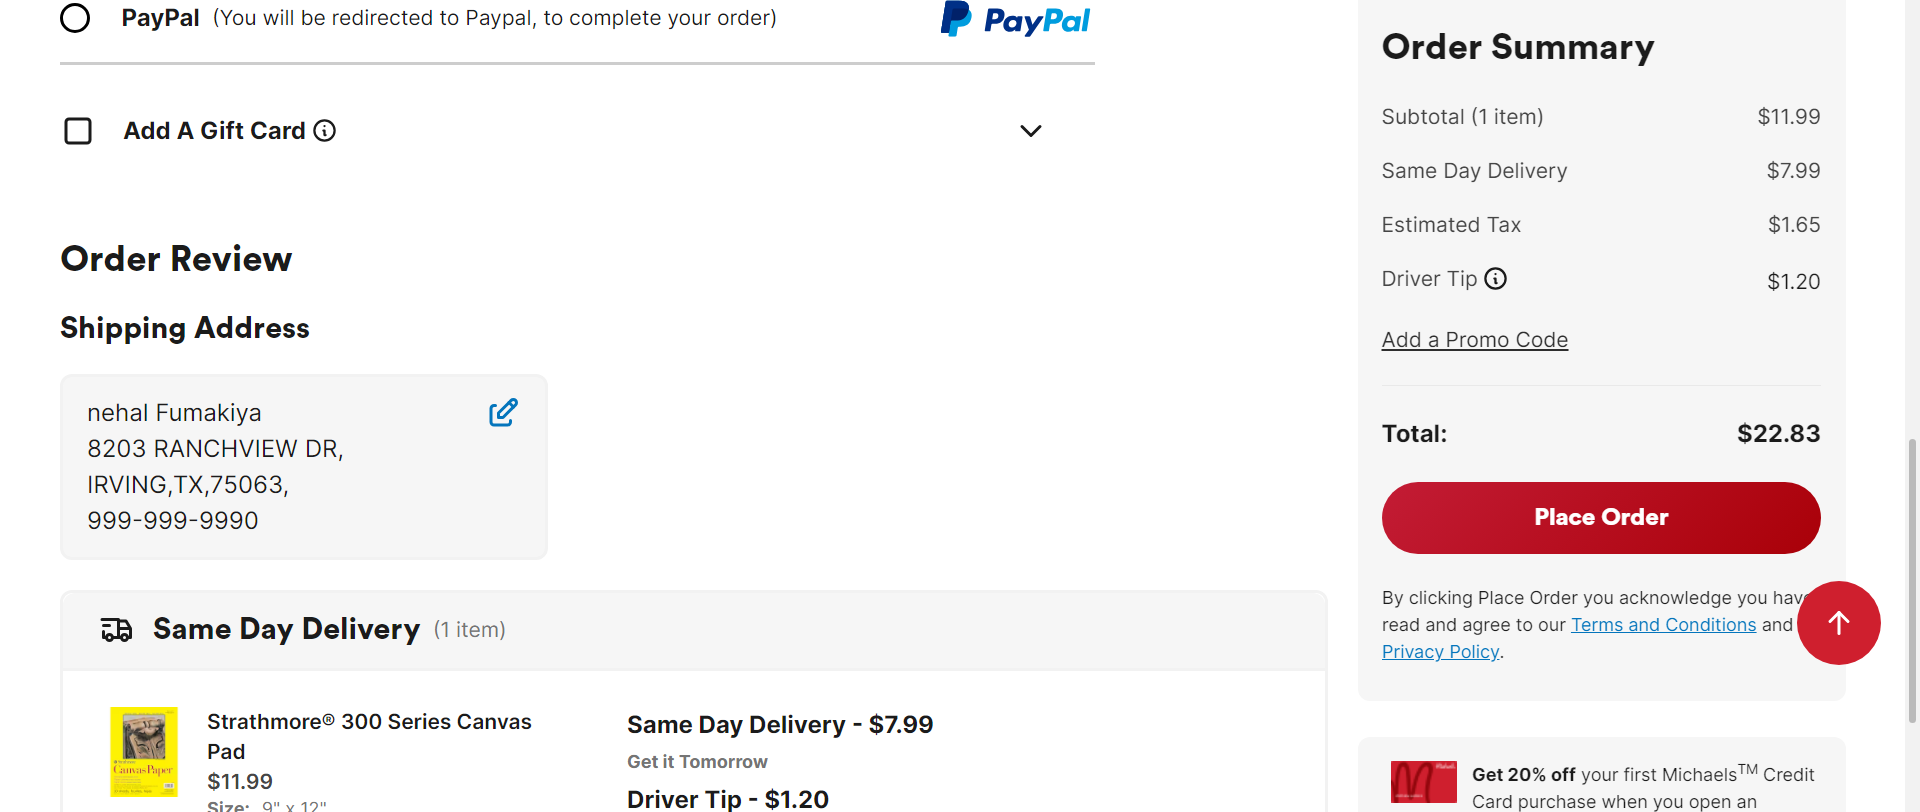 PayPal (You will be redirected to Paypal, to complete your order)
PayPal
Add A Gift Card
Order Review
Shipping Address
nehal Fumakiya
8203 RANCHVIEW DR,
IRVING,TX,75063,
999-999-9990
Same Day Delivery (1 item)
Strathmore® 300 Series Canvas
Pad
$11.99
Size: 9" x 12"
Canvas Paper
Same Day Delivery - $7.99
Get it Tomorrow
Driver Tip - $1.20
Order Summary
Subtotal (1 item) $11.99
Same Day Delivery $7.99
Estimated Tax $1.65
Driver Tip $1.20
Add a Promo Code
Total: $22.83
Place Order
By clicking Place Order you acknowledge you have
read and agree to our Terms and Conditions and
Privacy Policy.
Get 20% off your first Michaels™ Credit
Card purchase when you open an